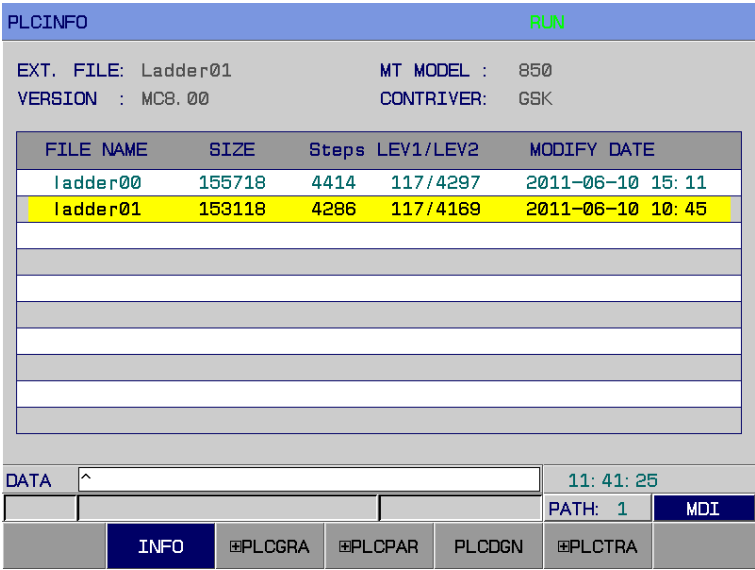 PLCINFO RUN
EXT. FILE: Ladder01 MT MODEL : 850
VERSION : MC8.00 CONTRIVER: GSK
FILE NAME SIZE Steps LEV1/LEV2 MODIFY DATE
ladder00 155718 4414 117/4297 2011-06-10 15:11
ladder01 153118 4286 117/4169 2011-06-10 10:45
DATA ^ 11:41:25
PATH: 1 MDI
INFO ⊞PLCGRA ⊞PLCPAR PLCDGN ⊞PLCTRA